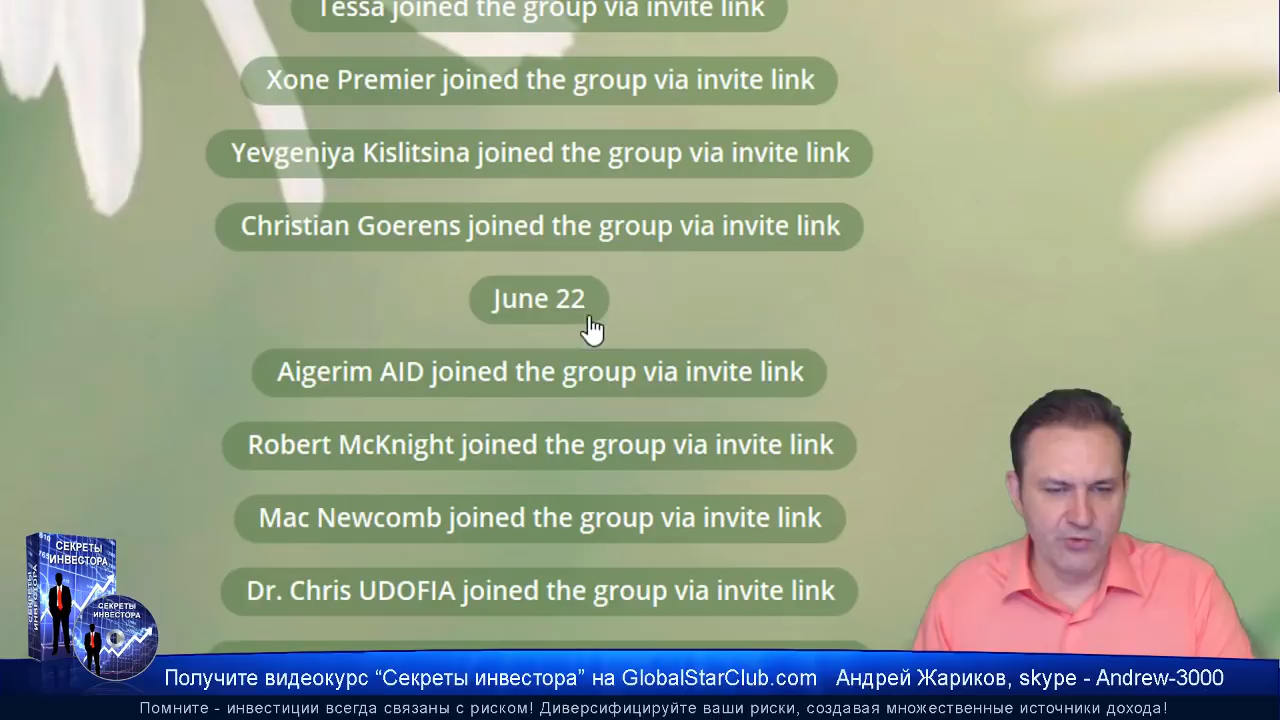 Tessa joined the group via invite link
Xone Premier joined the group via invite link
Yevgeniya Kislitsina joined the group via invite link
Christian Goerens joined the group via invite link
June 22
Aigerim AID joined the group via invite link
Robert McKnight joined the group via invite link
Mac Newcomb joined the group via invite link
Dr. Chris UDOFIA joined the group via invite link
СЕКРЕТЫ
ИНВЕСТОРА
СЕКРЕТЫ ИНВЕСТОРА
СЕКРЕТЫ
ИНВЕСТОРА
Получите видеокурс “Секреты инвестора” на GlobalStarClub.com Андрей Жариков, skype - Andrew-3000
Помните - инвестиции всегда связаны с риском! Диверсифицируйте ваши риски, создавая множественные источники дохода!